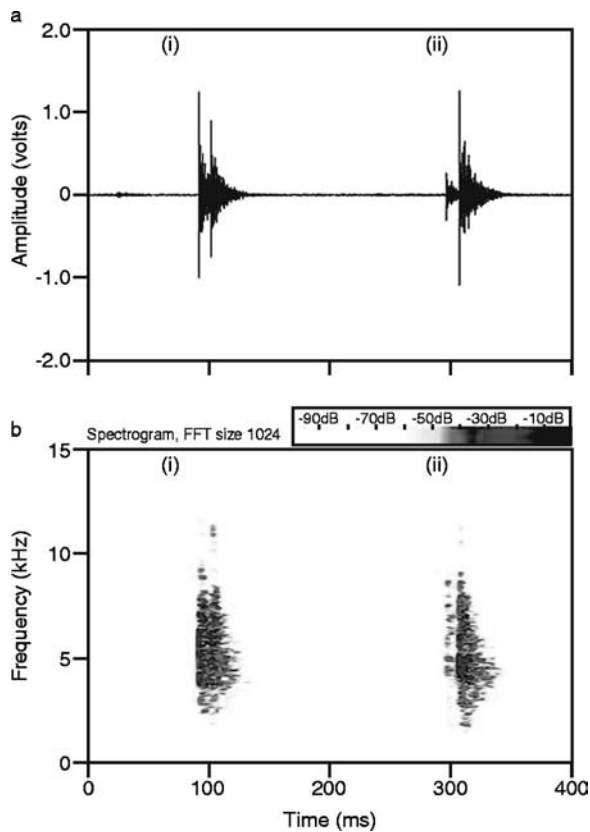 a
(i) (ii)
2.0
1.0
0
-1.0
-2.0
Amplitude (volts)
b
Spectrogram, FFT size 1024
-90dB -70dB -50dB -30dB -10dB
(i) (ii)
15
10
5
0
Frequency (kHz)
0 100 200 300 400
Time (ms)